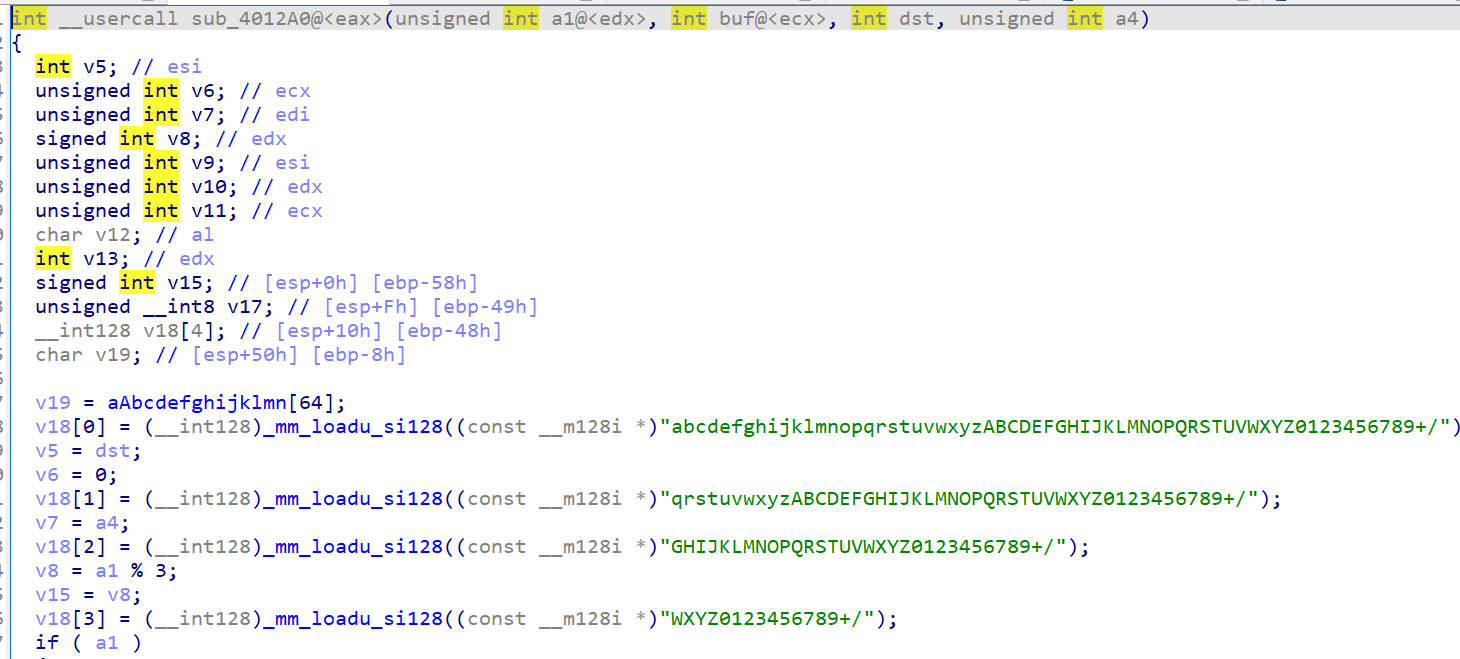 int __usercall sub_4012A0@<eax>(unsigned int a1@<edx>, int buf@<ecx>, int dst, unsigned int a4)
{
int v5; // esi
unsigned int v6; // ecx
unsigned int v7; // edi
signed int v8; // edx
unsigned int v9; // esi
unsigned int v10; // edx
unsigned int v11; // ecx
char v12; // al
int v13; // edx
signed int v15; // [esp+0h] [ebp-58h]
unsigned __int8 v17; // [esp+Fh] [ebp-49h]
__int128 v18[4]; // [esp+10h] [ebp-48h]
char v19; // [esp+50h] [ebp-8h]
v19 = aAbcdefghijklmn[64];
v18[0] = (__int128)_mm_loadu_si128((const __m128i *)"abcdefghijklmnopqrstuvwxyzABCDEFGHIJKLMNOPQRSTUVWXYZ0123456789+/")
v5 = dst;
v6 = 0;
v18[1] = (__int128)_mm_loadu_si128((const __m128i *)"qrstuvwxyzABCDEFGHIJKLMNOPQRSTUVWXYZ0123456789+/");
v7 = a4;
v18[2] = (__int128)_mm_loadu_si128((const __m128i *)"GHIJKLMNOPQRSTUVWXYZ0123456789+/");
v8 = a1 % 3;
v15 = v8;
v18[3] = (__int128)_mm_loadu_si128((const __m128i *)"WXYZ0123456789+/");
if ( a1 )